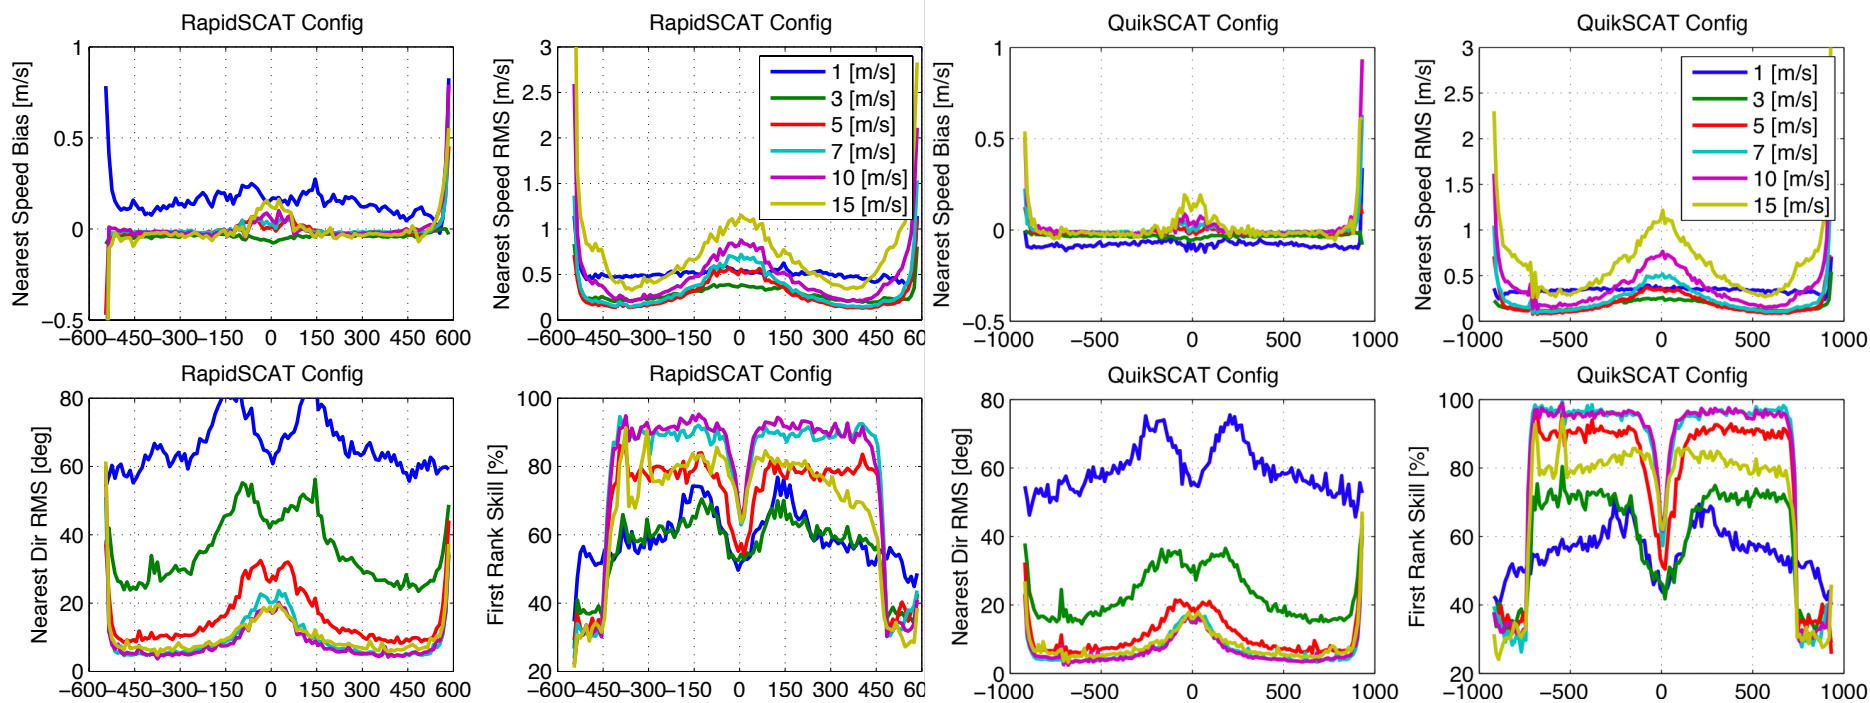 RapidSCAT Config
RapidSCAT Config
QuikSCAT Config
QuikSCAT Config
Nearest Speed Bias [m/s]
1
0.5
0
−0.5
−600 −450 −300 −150 0 150 300 450 600
Nearest Speed RMS [m/s]
3
2.5
2
1.5
1
0.5
0
−600 −450 −300 −150 0 150 300 450 60
1 [m/s]
3 [m/s]
5 [m/s]
7 [m/s]
10 [m/s]
15 [m/s]
Nearest Speed Bias [m/s]
1
0.5
0
−0.5
−1000 −500 0 500 1000
Nearest Speed RMS [m/s]
3
2.5
2
1.5
1
0.5
0
−1000 −500 0 500 1000
1 [m/s]
3 [m/s]
5 [m/s]
7 [m/s]
10 [m/s]
15 [m/s]
RapidSCAT Config
RapidSCAT Config
QuikSCAT Config
QuikSCAT Config
Nearest Dir RMS [deg]
80
60
40
20
0
−600 −450 −300 −150 0 150 300 450 600
First Rank Skill [%]
100
80
60
40
20
−600 −450 −300 −150 0 150 300 450 60
Nearest Dir RMS [deg]
80
60
40
20
0
−1000 −500 0 500 1000
First Rank Skill [%]
100
80
60
40
20
−1000 −500 0 500 1000